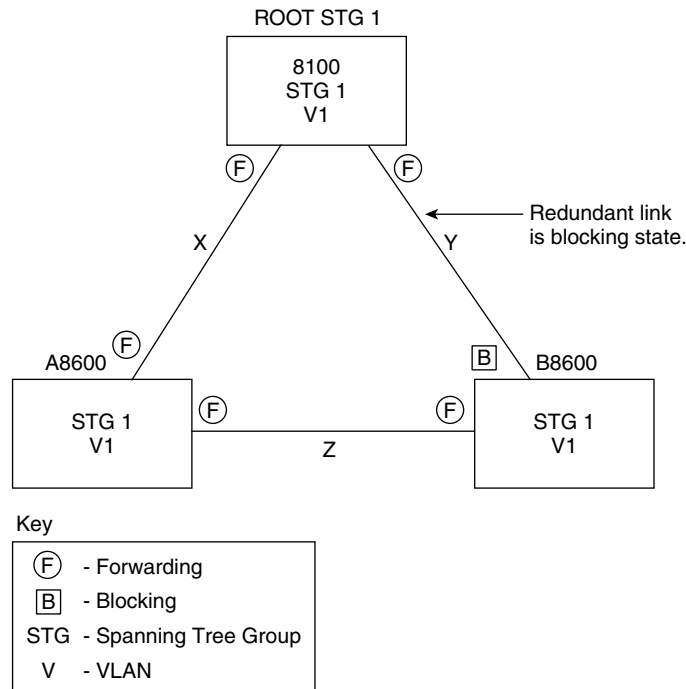 ROOT STG 1
8100
STG 1
V1
F
F
Redundant link
is blocking state.
X
Y
F
A8600
B
B8600
STG 1
V1
F
F
STG 1
V1
Z
Key
F - Forwarding
B - Blocking
STG - Spanning Tree Group
V - VLAN